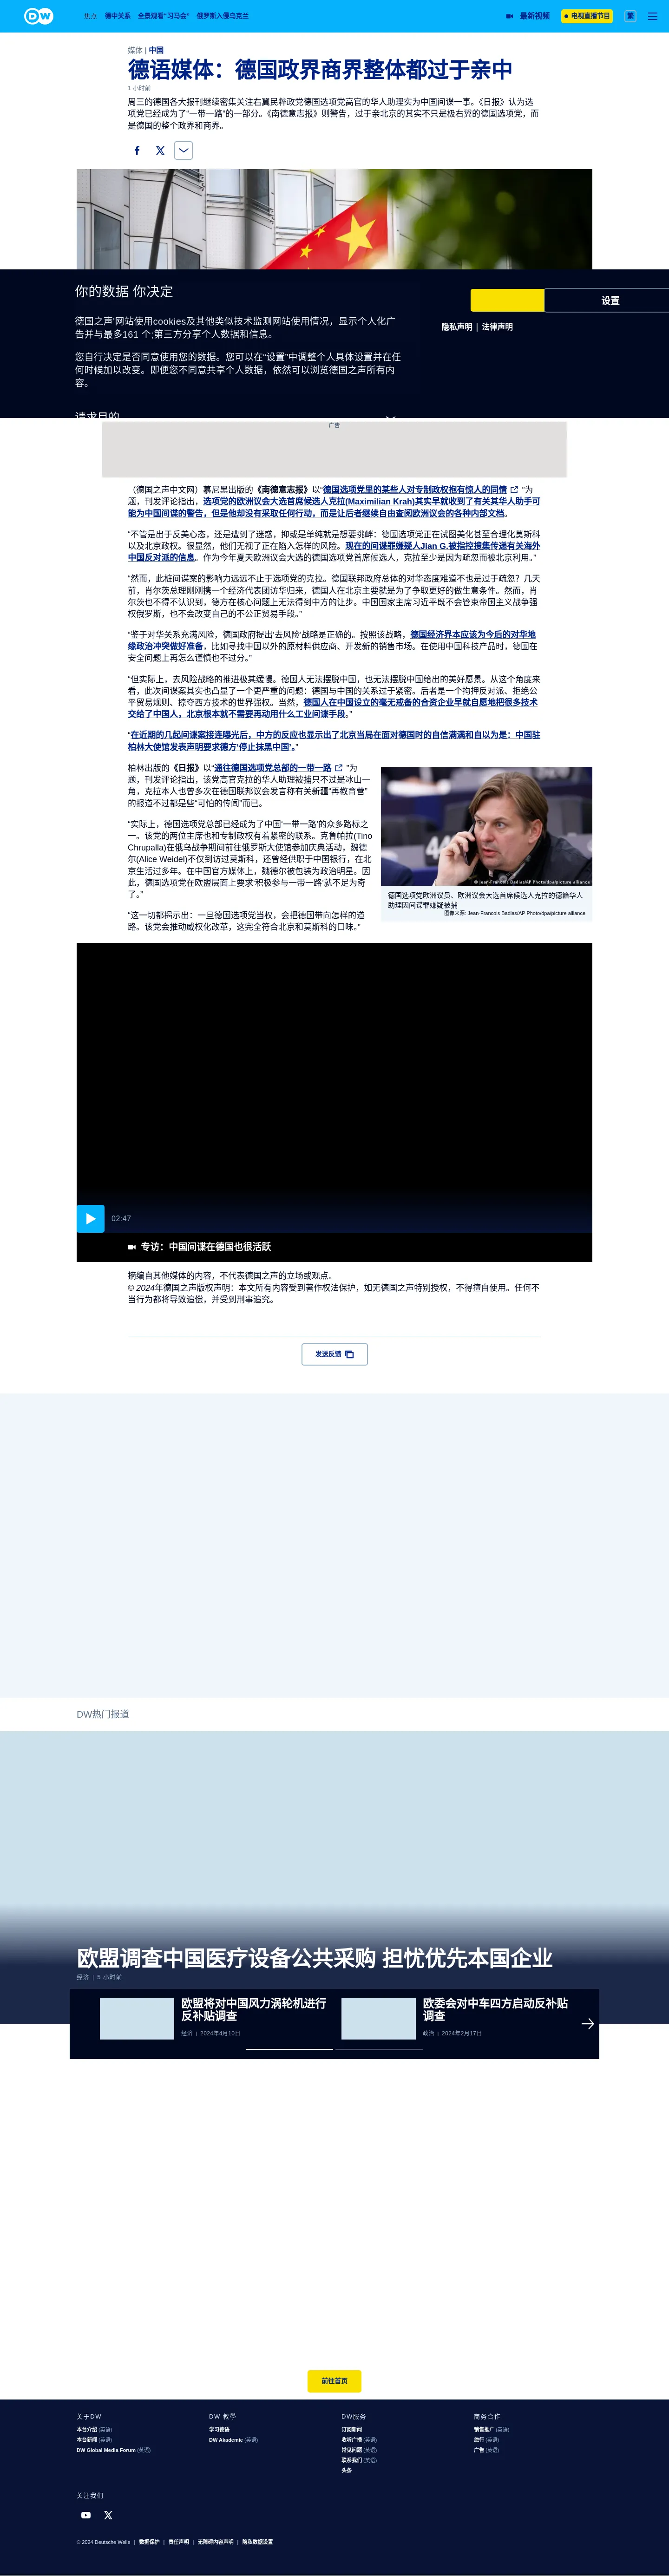 DW
焦点 德中关系 全景观看“习马会” 俄罗斯入侵乌克兰 最新视频 电视直播节目 繁
媒体 | 中国
德语媒体：德国政界商界整体都过于亲中
1 小时前
周三的德国各大报刊继续密集关注右翼民粹政党德国选项党高官的华人助理实为中国间谍一事。《日报》认为选
项党已经成为了“一带一路”的一部分。《南德意志报》则警告，过于亲北京的其实不只是极右翼的德国选项党，而
是德国的整个政界和商界。
你的数据 你决定
德国之声'网站使用cookies及其他类似技术监测网站使用情况，显示个人化广
告并与最多161 个;第三方分享个人数据和信息。
您自行决定是否同意使用您的数据。您可以在"设置"中调整个人具体设置并在任
何时候加以改变。即便您不同意共享个人数据，依然可以浏览德国之声所有内
容。
请求目的
设置
隐私声明 | 法律声明
广告
（德国之声中文网）慕尼黑出版的《南德意志报》以“德国选项党里的某些人对专制政权抱有惊人的同情 ”为
题，刊发评论指出，选项党的欧洲议会大选首席候选人克拉(Maximilian Krah)其实早就收到了有关其华人助手可
能为中国间谍的警告，但是他却没有采取任何行动，而是让后者继续自由查阅欧洲议会的各种内部文档。
“不管是出于反美心态，还是遭到了迷惑，抑或是单纯就是想要挑衅：德国选项党正在试图美化甚至合理化莫斯科
以及北京政权。很显然，他们无视了正在陷入怎样的风险。现在的间谍罪嫌疑人Jian G.被指控搜集传递有关海外
中国反对派的信息。作为今年夏天欧洲议会大选的德国选项党首席候选人，克拉至少是因为疏忽而被北京利用。”
“然而，此桩间谍案的影响力远远不止于选项党的克拉。德国联邦政府总体的对华态度难道不也是过于疏忽？几天
前，肖尔茨总理刚刚携一个经济代表团访华归来，德国人在北京主要就是为了争取更好的做生意条件。然而，肖
尔茨也不得不认识到，德方在核心问题上无法得到中方的让步。中国国家主席习近平既不会管束帝国主义战争强
权俄罗斯，也不会改变自己的不公正贸易手段。”
“鉴于对华关系充满风险，德国政府提出‘去风险’战略是正确的。按照该战略，德国经济界本应该为今后的对华地
缘政治冲突做好准备，比如寻找中国以外的原材料供应商、开发新的销售市场。在使用中国科技产品时，德国在
安全问题上再怎么谨慎也不过分。”
“但实际上，去风险战略的推进极其缓慢。德国人无法摆脱中国，也无法摆脱中国给出的美好愿景。从这个角度来
看，此次间谍案其实也凸显了一个更严重的问题：德国与中国的关系过于紧密。后者是一个拘捍反对派、拒绝公
平贸易规则、掠夺西方技术的世界强权。当然，德国人在中国设立的毫无戒备的合资企业早就自愿地把很多技术
交给了中国人，北京根本就不需要再动用什么工业间谍手段。”
“在近期的几起间谍案接连曝光后，中方的反应也显示出了北京当局在面对德国时的自信满满和自以为是：中国驻
柏林大使馆发表声明要求德方‘停止抹黑中国’。”
柏林出版的《日报》以“通往德国选项党总部的一带一路 ”为
题，刊发评论指出，该党高官克拉的华人助理被捕只不过是冰山一
角，克拉本人也曾多次在德国联邦议会发言称有关新疆“再教育营”
的报道不过都是些“可怕的传闻”而已。
“实际上，德国选项党总部已经成为了中国‘一带一路’的众多路标之
一。该党的两位主席也和专制政权有着紧密的联系。克鲁帕拉(Tino
Chrupalla)在俄乌战争期间前往俄罗斯大使馆参加庆典活动，魏德
尔(Alice Weidel)不仅到访过莫斯科，还曾经供职于中国银行，在北
京生活过多年。在中国官方媒体上，魏德尔被包装为政治明星。因
此，德国选项党在欧盟层面上要求‘积极参与一带一路’就不足为奇
了。”
“这一切都揭示出：一旦德国选项党当权，会把德国带向怎样的道
路。该党会推动威权化改革，这完全符合北京和莫斯科的口味。”
© Jean-Francois Badias/AP Photo/dpa/picture alliance
德国选项党欧洲议员、欧洲议会大选首席候选人克拉的德籍华人
助理因间谍罪嫌疑被捕
图像来源: Jean-Francois Badias/AP Photo/dpa/picture alliance
02:47
专访：中国间谍在德国也很活跃
摘编自其他媒体的内容，不代表德国之声的立场或观点。
© 2024年德国之声版权声明：本文所有内容受到著作权法保护，如无德国之声特别授权，不得擅自使用。任何不
当行为都将导致追偿，并受到刑事追究。
发送反馈
DW热门报道
欧盟调查中国医疗设备公共采购 担忧优先本国企业
经济 | 5 小时前
欧盟将对中国风力涡轮机进行
反补贴调查
经济 | 2024年4月10日
欧委会对中车四方启动反补贴
调查
政治 | 2024年2月17日
前往首页
关于DW
本台介绍 (英语)
本台新闻 (英语)
DW Global Media Forum (英语)
DW 教學
学习德语
DW Akademie (英语)
DW服务
订阅新闻
收听广播 (英语)
常见问题 (英语)
联系我们 (英语)
头条
商务合作
销售推广 (英语)
旅行 (英语)
广告 (英语)
关注我们
© 2024 Deutsche Welle | 数据保护 | 责任声明 | 无障碍内容声明 | 隐私数据设置